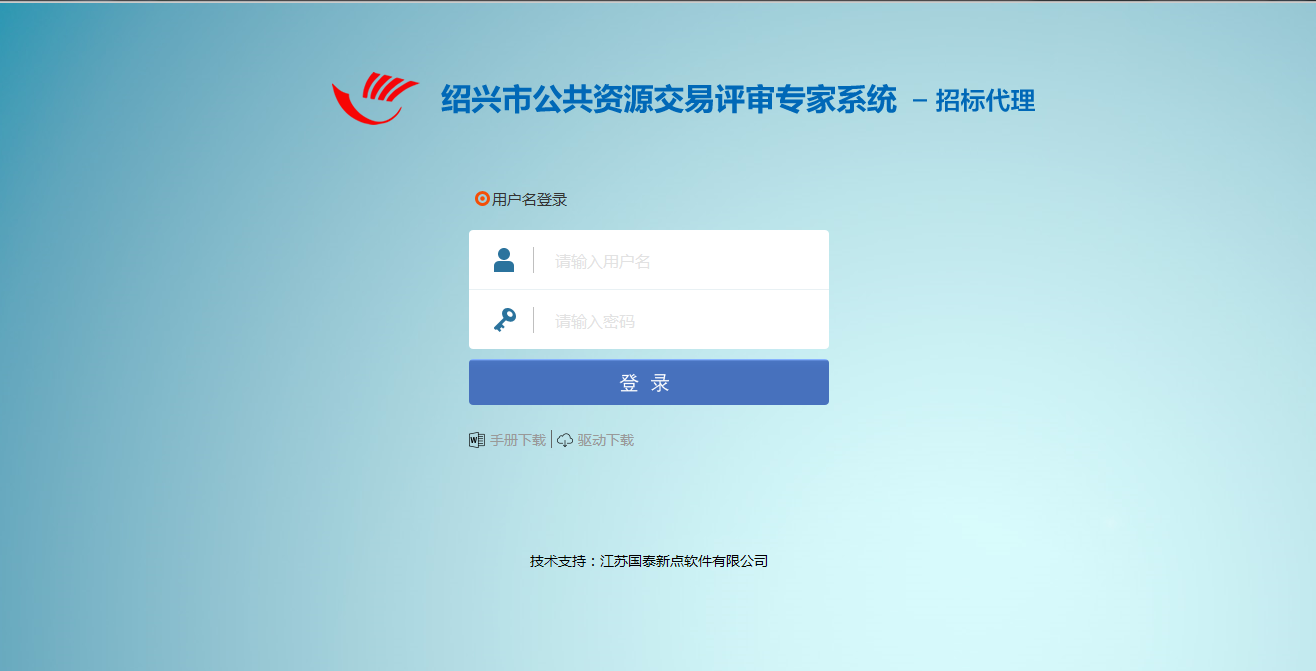 绍兴市公共资源交易评审专家系统 – 招标代理
用户名登录
请输入用户名
请输入密码
登 录
手册下载 驱动下载
技术支持：江苏国泰新点软件有限公司